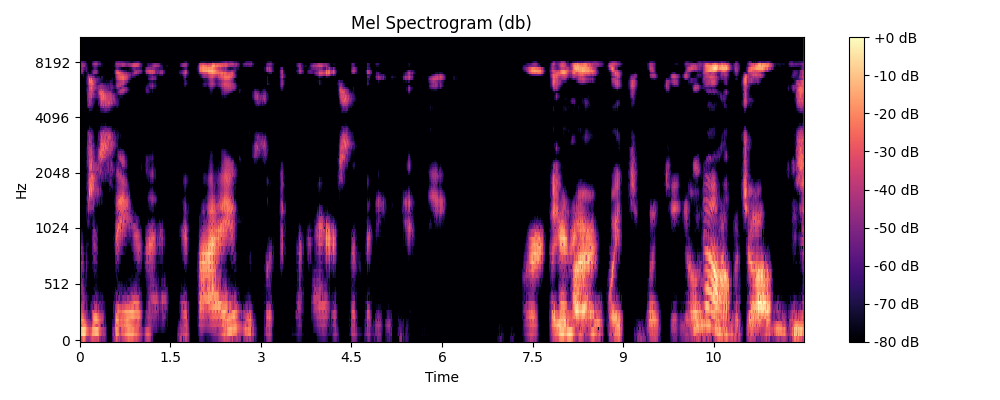 Mel Spectrogram (db)
8192
4096
2048
1024
512
0
Hz
0 1.5 3 4.5 6 7.5 9 10
Time
+0 dB
-10 dB
-20 dB
-30 dB
-40 dB
-50 dB
-60 dB
-70 dB
-80 dB